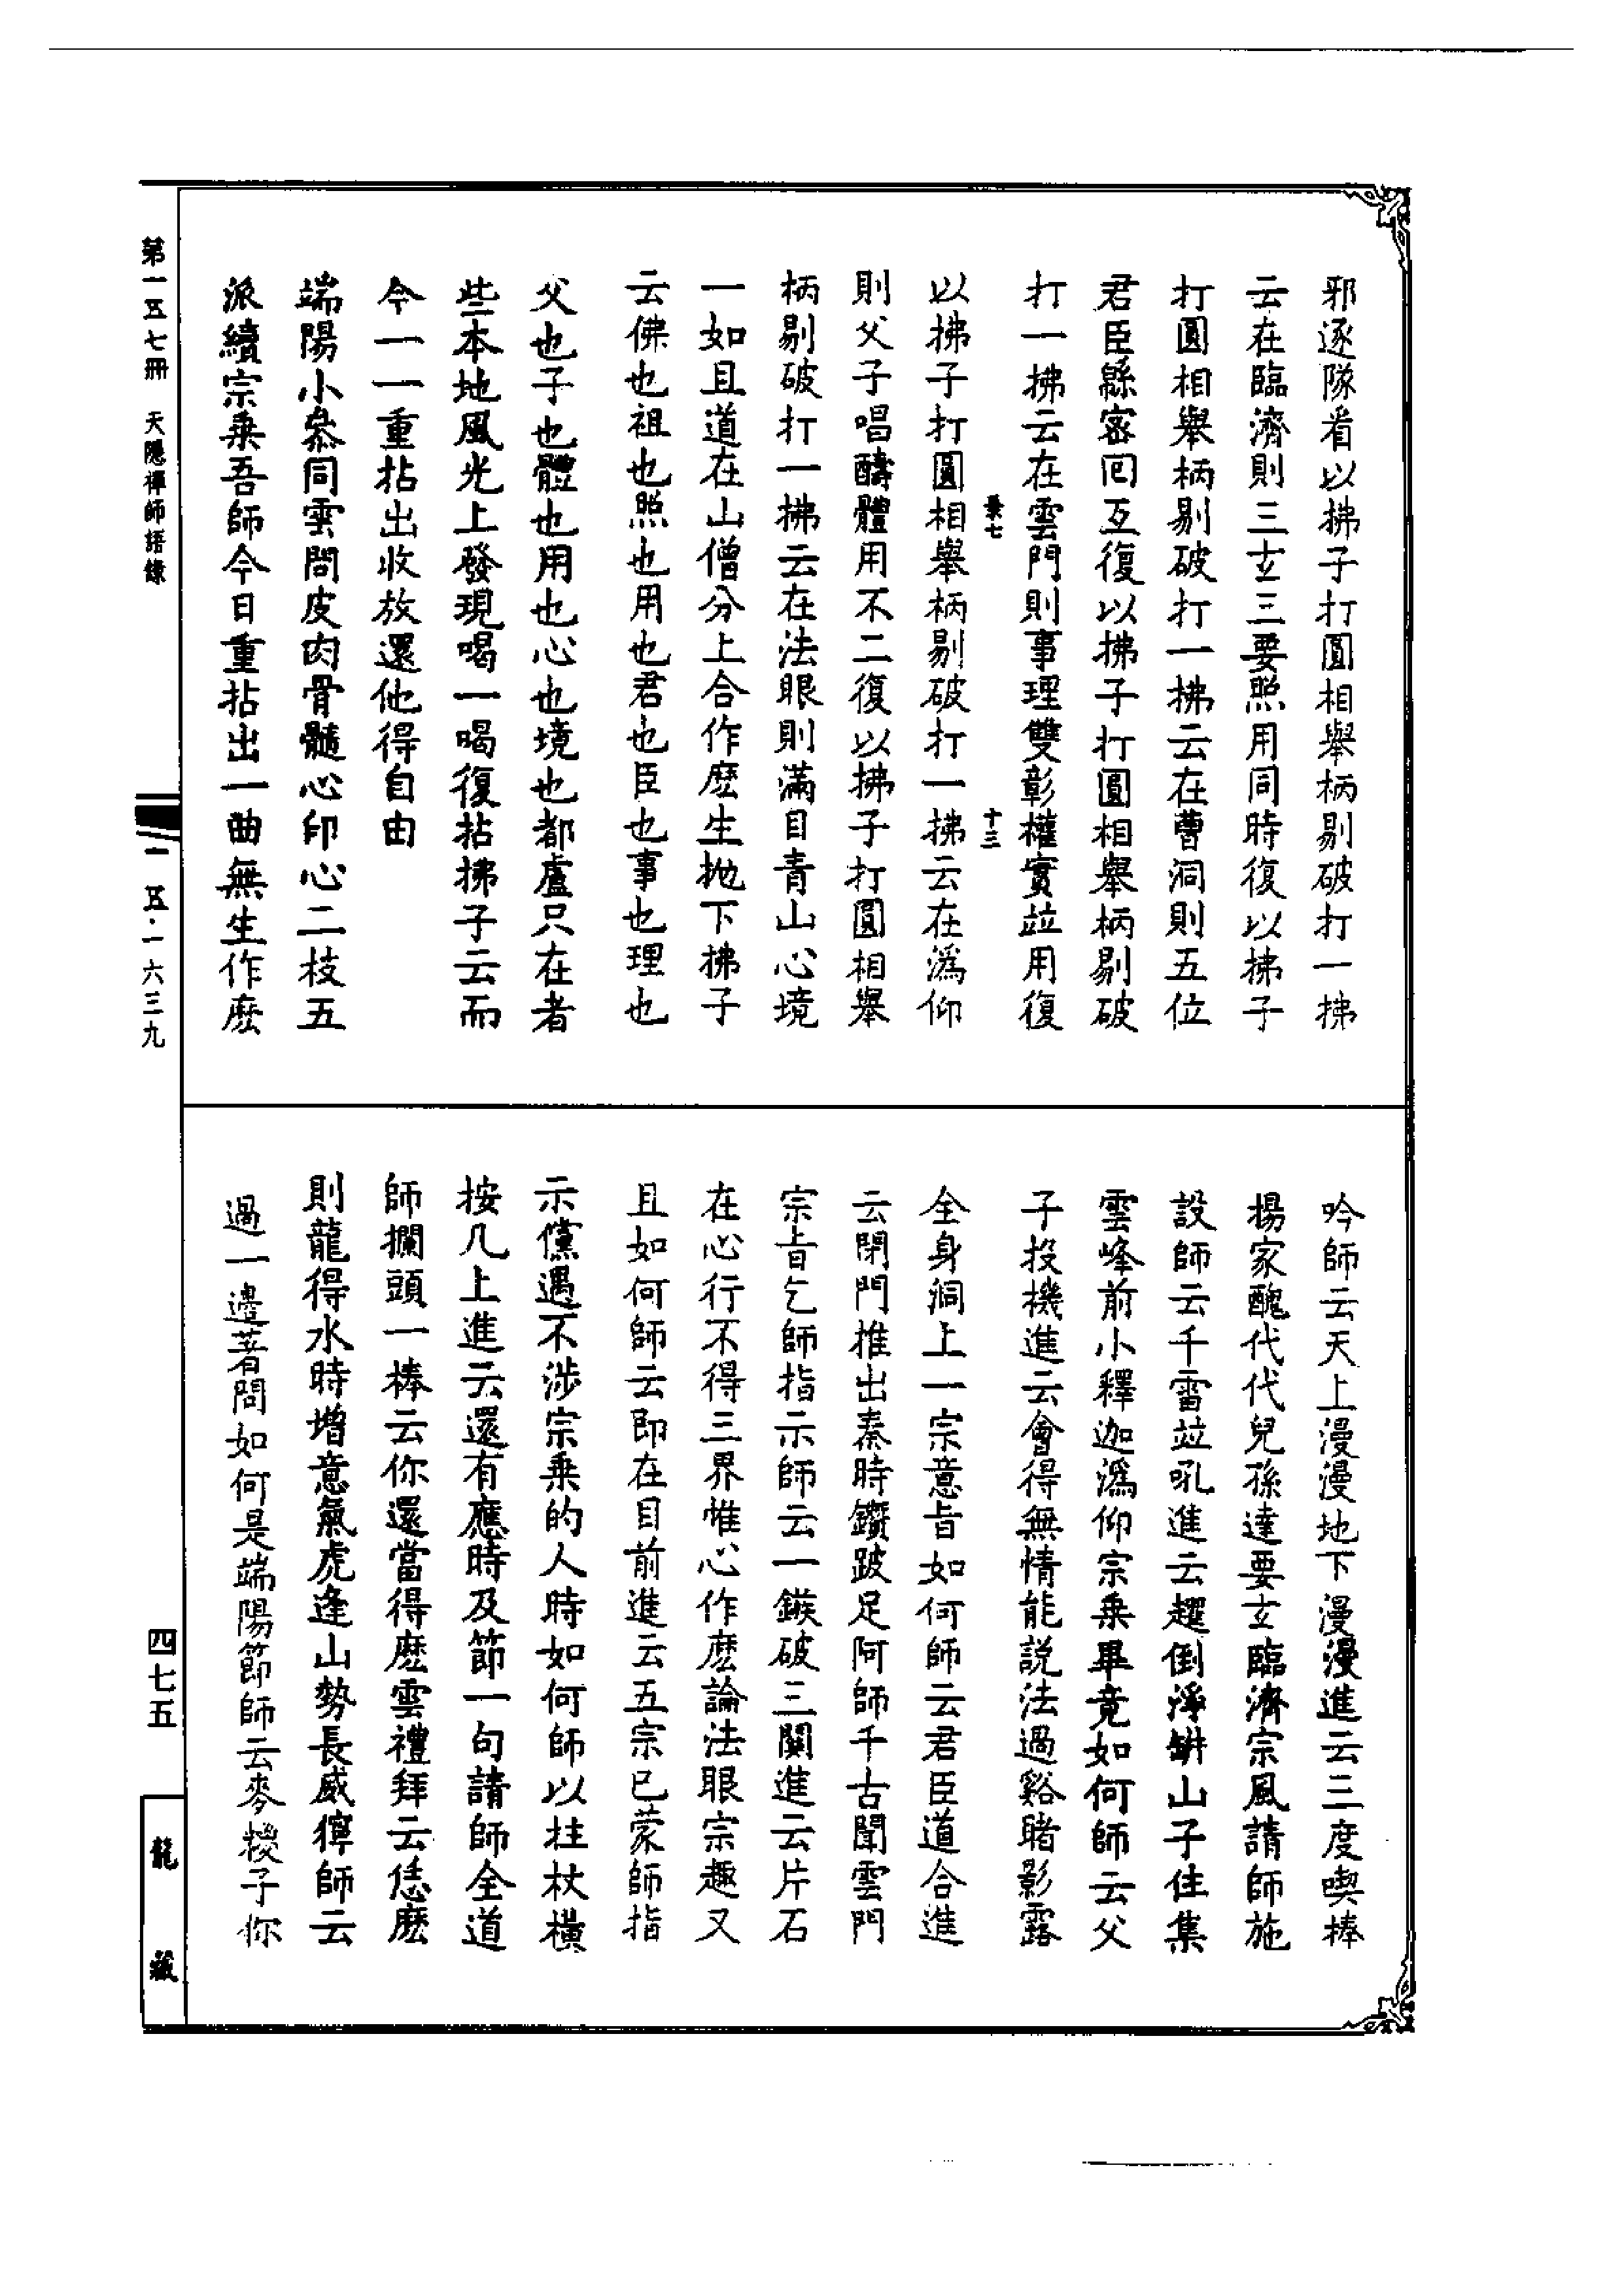 邪逐隊看以拂子打圓相舉柄剔破打一拂
云在臨濟則三玄三要照用同時復以拂子
打圓相舉柄剔破打一拂云在曹洞則五位
君臣緜密回互復以拂子打圓相舉柄剔破
打一拂云在雲門則事理雙彰權實竝用復
七
十三
以拂子打圓相舉柄剔破打一拂云在溈仰
則父子唱酬體用不二復以拂子打圓相舉
柄剔破打一拂云在法眼則滿目青山心境
一如且道在山僧分上合作麽生拋下拂子
云佛也祖也照也用也君也臣也事也理也
父也子也體也用也心也境也都盧只在者
些本地風光上發現喝一喝復拈拂子云而
今一一重拈出收放還他得自由
端陽小叅同雲問皮肉骨髓心印心二枝五
派續宗乗吾師今日重拈出一曲無生作麽
吟師云天上漫漫地下漫漫進云三度喫棒
揚家醜代代兒孫達要玄臨濟宗風請師施
設師云千雷竝吼進云趯倒淨缾山子住集
雲峰前小釋迦溈仰宗乗畢竟如何師云父
子投機進云會得無情能說法過谿睹影露
全身洞上一宗意旨如何師云君臣道合進
云閉門推出秦時鑽跛足阿師千古聞雲門
宗旨乞師指示師云一鏃破三關進云片石
在心行不得三界惟心作麽論法眼宗趣又
且如何師云即在目前進云五宗已蒙師指
示儻遇不涉宗乗的人時如何師以拄杖橫
按几上進云還有應時及節一句請師全道
師攔頭一棒云你還當得麽雲禮拜云恁麽
則龍得水時增意氣虎逢山勢長威獰師云
過一邊著問如何是端陽節師云麥椶子你
第一五七冊 天隱禪師語錄
一五·一六三九
四七五
龍藏